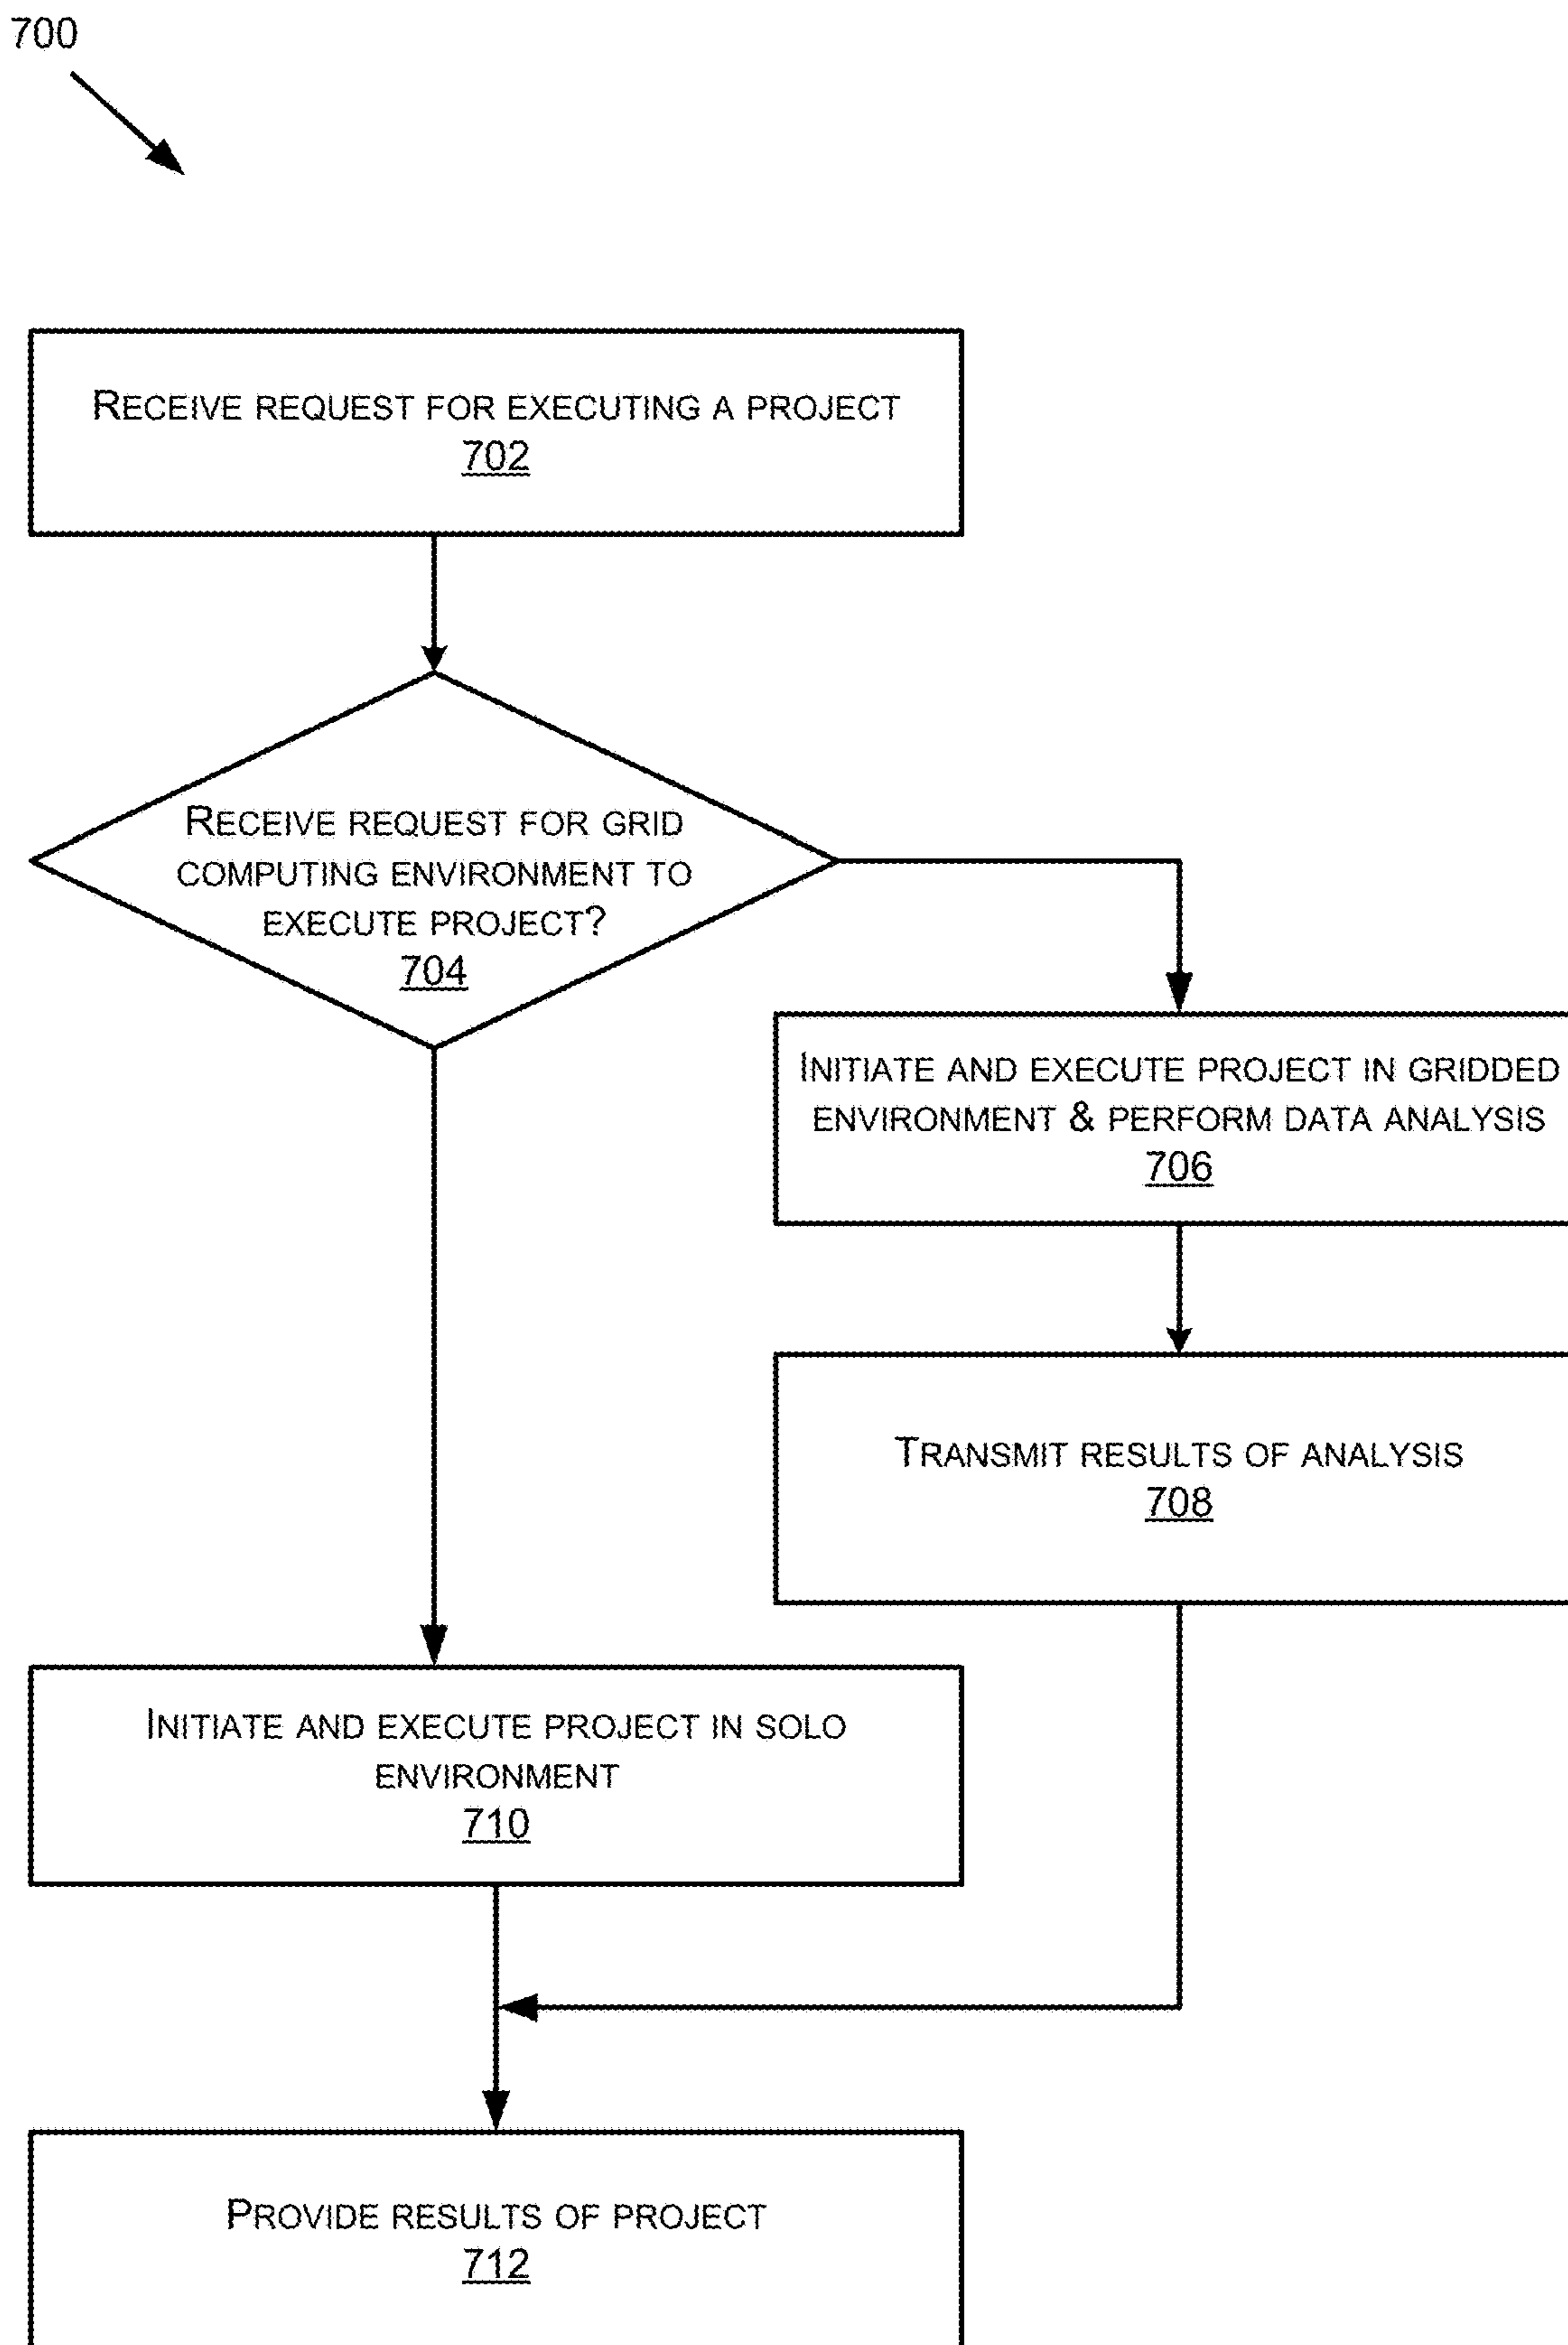 700
RECEIVE REQUEST FOR EXECUTING A PROJECT
702
RECEIVE REQUEST FOR GRID
COMPUTING ENVIRONMENT TO
EXECUTE PROJECT?
704
INITIATE AND EXECUTE PROJECT IN GRIDDED
ENVIRONMENT & PERFORM DATA ANALYSIS
706
TRANSMIT RESULTS OF ANALYSIS
708
INITIATE AND EXECUTE PROJECT IN SOLO
ENVIRONMENT
710
PROVIDE RESULTS OF PROJECT
712